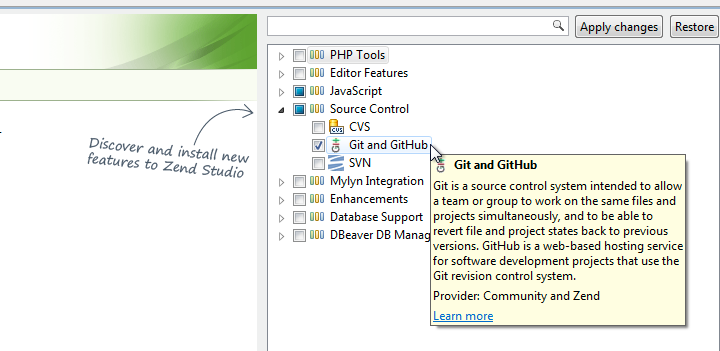 Apply changes
Restore
PHP Tools
Editor Features
JavaScript
Source Control
CVS
CVS
Git and GitHub
SVN
Mylyn Integration
Enhancements
Database Support
DBeaver DB Manag
Discover and install new
features to Zend Studio
git
Git and GitHub
Git is a source control system intended to allow
a team or group to work on the same files and
projects simultaneously, and to be able to
revert file and project states back to previous
versions. GitHub is a web-based hosting service
for software development projects that use the
Git revision control system.
Provider: Community and Zend
Learn more